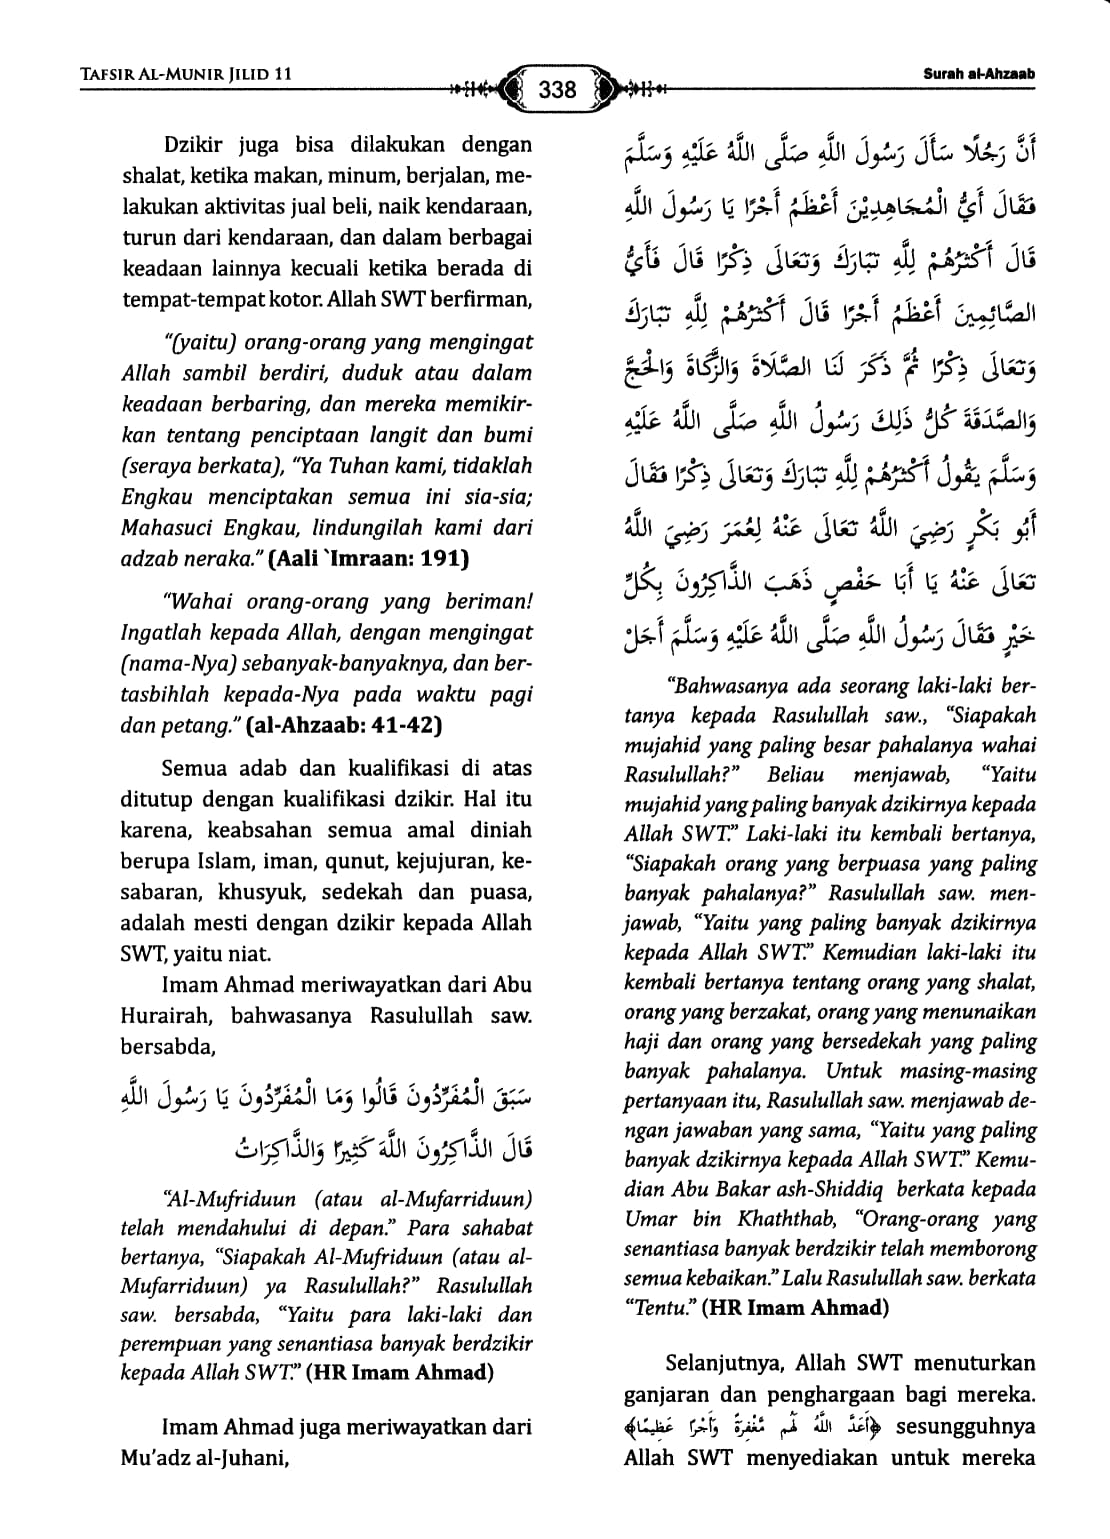 TAFSIR AL-MUNIR JILID 11
338
Surah al-Ahzaab
Dzikir juga bisa dilakukan dengan
shalat, ketika makan, minum, berjalan, me-
lakukan aktivitas jual beli, naik kendaraan,
turun dari kendaraan, dan dalam berbagai
keadaan lainnya kecuali ketika berada di
tempat-tempat kotor. Allah SWT berfirman,
“(yaitu) orang-orang yang mengingat
Allah sambil berdiri, duduk atau dalam
keadaan berbaring, dan mereka memikir-
kan tentang penciptaan langit dan bumi
(seraya berkata), “Ya Tuhan kami, tidaklah
Engkau menciptakan semua ini sia-sia;
Mahasuci Engkau, lindungilah kami dari
adzab neraka.” (Aali `Imraan: 191)
“Wahai orang-orang yang beriman!
Ingatlah kepada Allah, dengan mengingat
(nama-Nya) sebanyak-banyaknya, dan ber-
tasbihlah kepada-Nya pada waktu pagi
dan petang.” (al-Ahzaab: 41-42)
Semua adab dan kualifikasi di atas
ditutup dengan kualifikasi dzikir. Hal itu
karena, keabsahan semua amal diniah
berupa Islam, iman, qunut, kejujuran, ke-
sabaran, khusyuk, sedekah dan puasa,
adalah mesti dengan dzikir kepada Allah
SWT, yaitu niat.
Imam Ahmad meriwayatkan dari Abu
Hurairah, bahwasanya Rasulullah saw.
bersabda,
سَبَقَ الْمُفَرِّدُونَ قَالُوا وَمَا الْمُفَرِّدُونَ يَا رَسُولَ اللَّهِ
قَالَ الذَّاكِرُونَ اللَّهَ كَثِيرًا وَالذَّاكِرَاتُ
“Al-Mufriduun (atau al-Mufarriduun)
telah mendahului di depan.” Para sahabat
bertanya, “Siapakah Al-Mufriduun (atau al-
Mufarriduun) ya Rasulullah?” Rasulullah
saw. bersabda, “Yaitu para laki-laki dan
perempuan yang senantiasa banyak berdzikir
kepada Allah SWT.” (HR Imam Ahmad)
Imam Ahmad juga meriwayatkan dari
Mu’adz al-Juhani,
أَنَّ رَجُلًا سَأَلَ رَسُولَ اللَّهِ صَلَّى اللَّهُ عَلَيْهِ وَسَلَّمَ
فَقَالَ أَيُّ الْمُجَاهِدِيْنَ أَعْظَمُ أَجْرًا يَا رَسُولَ اللَّهِ
قَالَ أَكْثَرُهُمْ لِلَّهِ تَبَارَكَ وَتَعَالَى ذِكْرًا قَالَ فَأَيُّ
الصَّائِمِينَ أَعْظَمُ أَجْرًا قَالَ أَكْثَرُهُمْ لِلَّهِ تَبَارَكَ
وَتَعَالَى ذِكْرًا ثُمَّ ذَكَرَ لَنَا الصَّلَاةَ وَالزَّكَاةَ وَالْحَجَّ
وَالصَّدَقَةَ كُلُّ ذَلِكَ رَسُولُ اللَّهِ صَلَّى اللَّهُ عَلَيْهِ
وَسَلَّمَ يَقُولُ أَكْثَرُهُمْ لِلَّهِ تَبَارَكَ وَتَعَالَى ذِكْرًا فَقَالَ
أَبُو بَكْرٍ رَضِيَ اللَّهُ تَعَالَى عَنْهُ لِعُمَرَ رَضِيَ اللَّهُ
تَعَالَى عَنْهُ يَا أَبَا حَفْصٍ ذَهَبَ الذَّاكِرُونَ بِكُلِّ
خَيْرٍ فَقَالَ رَسُولُ اللَّهِ صَلَّى اللَّهُ عَلَيْهِ وَسَلَّمَ أَجَلْ
“Bahwasanya ada seorang laki-laki ber-
tanya kepada Rasulullah saw., “Siapakah
mujahid yang paling besar pahalanya wahai
Rasulullah?” Beliau menjawab, “Yaitu
mujahid yang paling banyak dzikirnya kepada
Allah SWT.” Laki-laki itu kembali bertanya,
“Siapakah orang yang berpuasa yang paling
banyak pahalanya?” Rasulullah saw. men-
jawab, “Yaitu yang paling banyak dzikirnya
kepada Allah SWT.” Kemudian laki-laki itu
kembali bertanya tentang orang yang shalat,
orang yang berzakat, orang yang menunaikan
haji dan orang yang bersedekah yang paling
banyak pahalanya. Untuk masing-masing
pertanyaan itu, Rasulullah saw. menjawab de-
ngan jawaban yang sama, “Yaitu yang paling
banyak dzikirnya kepada Allah SWT.” Kemu-
dian Abu Bakar ash-Shiddiq berkata kepada
Umar bin Khaththab, “Orang-orang yang
senantiasa banyak berdzikir telah memborong
semua kebaikan.” Lalu Rasulullah saw. berkata
“Tentu.” (HR Imam Ahmad)
Selanjutnya, Allah SWT menuturkan
ganjaran dan penghargaan bagi mereka.
﴿أَعَدَّ اللَّهُ لَهُم مَّغْفِرَةً وَأَجْرًا عَظِيمًا﴾ sesungguhnya
Allah SWT menyediakan untuk mereka